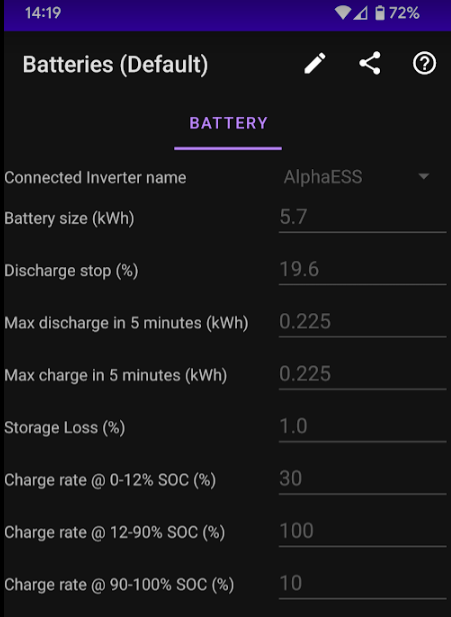 14:19 72%
Batteries (Default)
BATTERY
Connected Inverter name AlphaESS
Battery size (kWh) 5.7
Discharge stop (%) 19.6
Max discharge in 5 minutes (kWh) 0.225
Max charge in 5 minutes (kWh) 0.225
Storage Loss (%) 1.0
Charge rate @ 0-12% SOC (%) 30
Charge rate @ 12-90% SOC (%) 100
Charge rate @ 90-100% SOC (%) 10